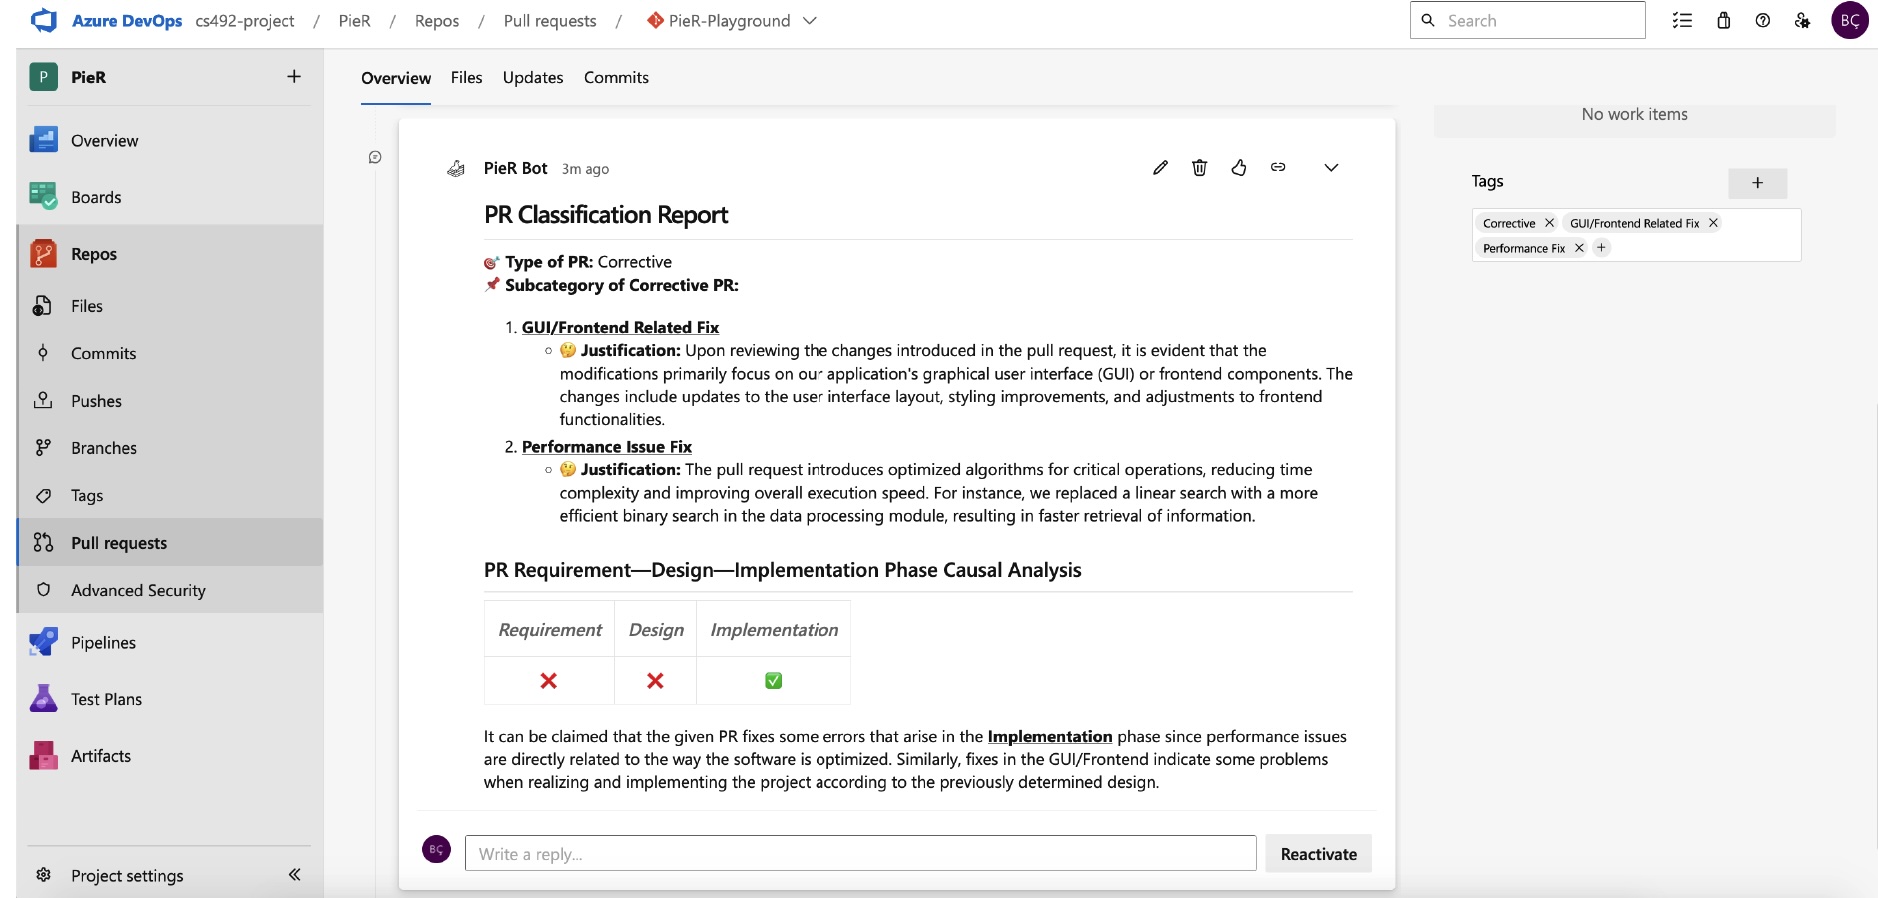 Azure DevOps cs492-project / PieR / Repos / Pull requests / PieR-Playground
Search
BÇ
P PieR
Overview
Boards
Repos
Files
Commits
Pushes
Branches
Tags
Pull requests
Advanced Security
Pipelines
Test Plans
Artifacts
Project settings
Overview Files Updates Commits
PieR Bot 3m ago
PR Classification Report
Type of PR: Corrective
Subcategory of Corrective PR:
1. GUI/Frontend Related Fix
Justification: Upon reviewing the changes introduced in the pull request, it is evident that the
modifications primarily focus on our application's graphical user interface (GUI) or frontend components. The
changes include updates to the user interface layout, styling improvements, and adjustments to frontend
functionalities.
2. Performance Issue Fix
Justification: The pull request introduces optimized algorithms for critical operations, reducing time
complexity and improving overall execution speed. For instance, we replaced a linear search with a more
efficient binary search in the data processing module, resulting in faster retrieval of information.
PR Requirement—Design—Implementation Phase Causal Analysis
Requirement Design Implementation
It can be claimed that the given PR fixes some errors that arise in the Implementation phase since performance issues
are directly related to the way the software is optimized. Similarly, fixes in the GUI/Frontend indicate some problems
when realizing and implementing the project according to the previously determined design.
BÇ
Write a reply...
Reactivate
No work items
Tags
Corrective GUI/Frontend Related Fix
Performance Fix